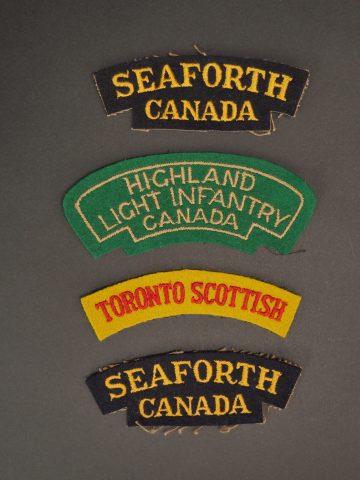 SEAFORTH
CANADA
HIGHLAND
LIGHT INFANTRY
CANADA
TORONTO SCOTTISH
SEAFORTH
CANADA